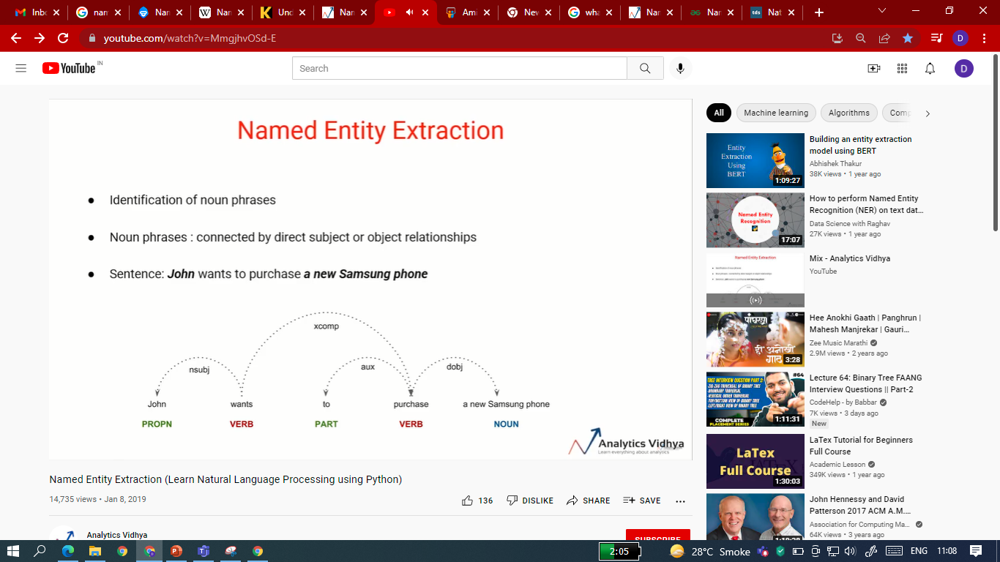 Inbo
nam
Nan
Nan
Und
Nan
Ami
New
wha
Nan
Nar
tds
Nat
youtube.com/watch?v=MmgjhvOSd-E
D
YouTube IN
Search
D
Named Entity Extraction
● Identification of noun phrases
● Noun phrases : connected by direct subject or object relationships
● Sentence: John wants to purchase a new Samsung phone
xcomp
nsubj aux dobj
John wants to purchase a new Samsung phone
PROPN VERB PART VERB NOUN
Analytics Vidhya
Learn everything about analytics
Named Entity Extraction (Learn Natural Language Processing using Python)
14,735 views • Jan 8, 2019
136 DISLIKE SHARE SAVE ...
Analytics Vidhya
SUBSCRIBE
All Machine learning Algorithms Comp
Entity
Extraction
Using
BERT
1:09:27
Building an entity extraction
model using BERT
Abhishek Thakur
38K views • 1 year ago
Named Entity
Recognition
17:07
How to perform Named Entity
Recognition (NER) on text dat...
Data Science with Raghav
27K views • 1 year ago
Named Entity Extraction
Mix - Analytics Vidhya
YouTube
पांघरूण
ही अनोखी
गाठ
3:28
Hee Anokhi Gaath | Panghrun |
Mahesh Manjrekar | Gauri...
Zee Music Marathi
2.9M views • 2 years ago
TREE INTERVIEW QUESTION PART 2:
#64
COMPLETE
PLACEMENT SERIES
1:11:31
Lecture 64: Binary Tree FAANG
Interview Questions || Part-2
CodeHelp - by Babbar
7K views • 3 days ago
New
LaTex
Full Course
1:30:03
LaTex Tutorial for Beginners
Full Course
Academic Lesson
349K views • 1 year ago
John Hennessy and David
Patterson 2017 ACM A.M....
Association for Computing Ma...
64K views • 3 years ago
2:05
28°C Smoke
ENG
11:08